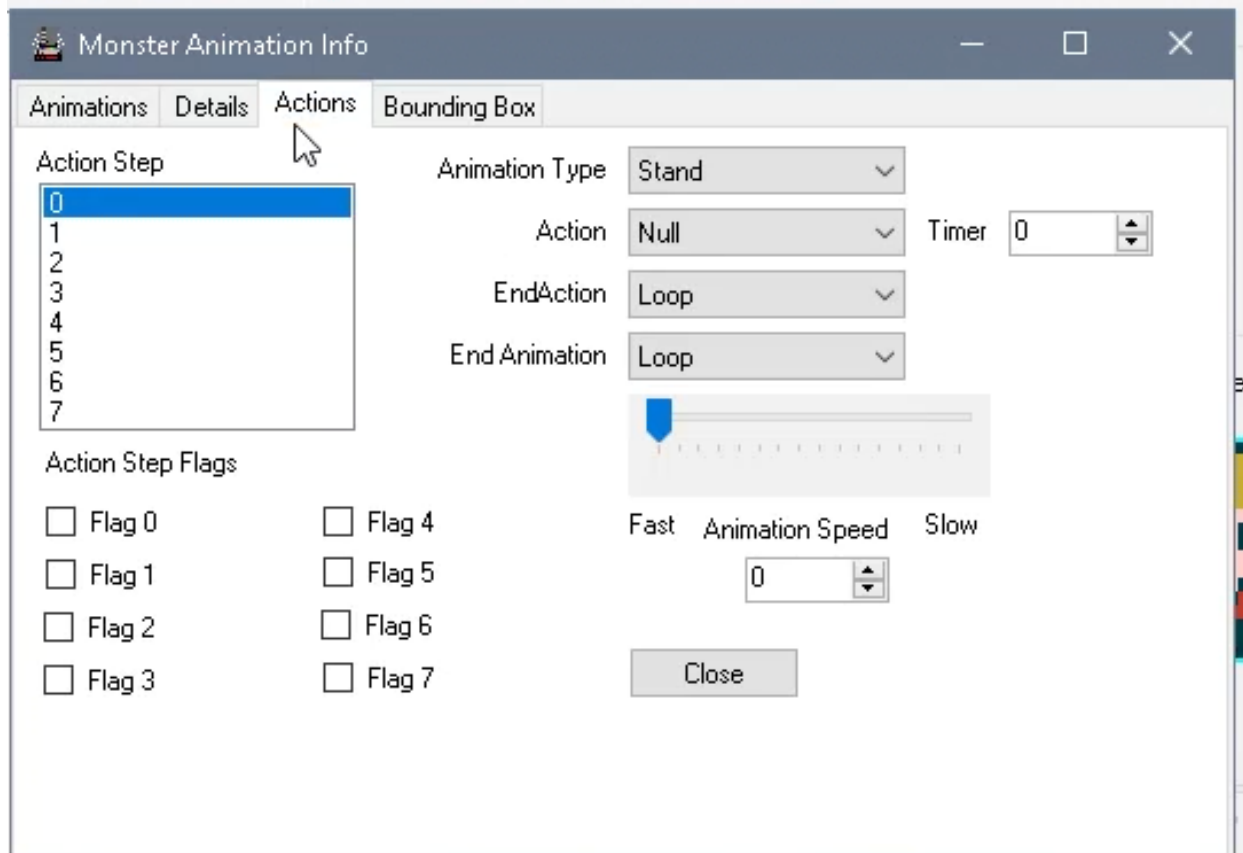 Monster Animation Info
Animations Details Actions Bounding Box
Action Step
0
1
2
3
4
5
6
7
Animation Type Stand
Action Null Timer 0
EndAction Loop
End Animation Loop
Fast Animation Speed Slow
0
Close
Action Step Flags
Flag 0 Flag 4
Flag 1 Flag 5
Flag 2 Flag 6
Flag 3 Flag 7